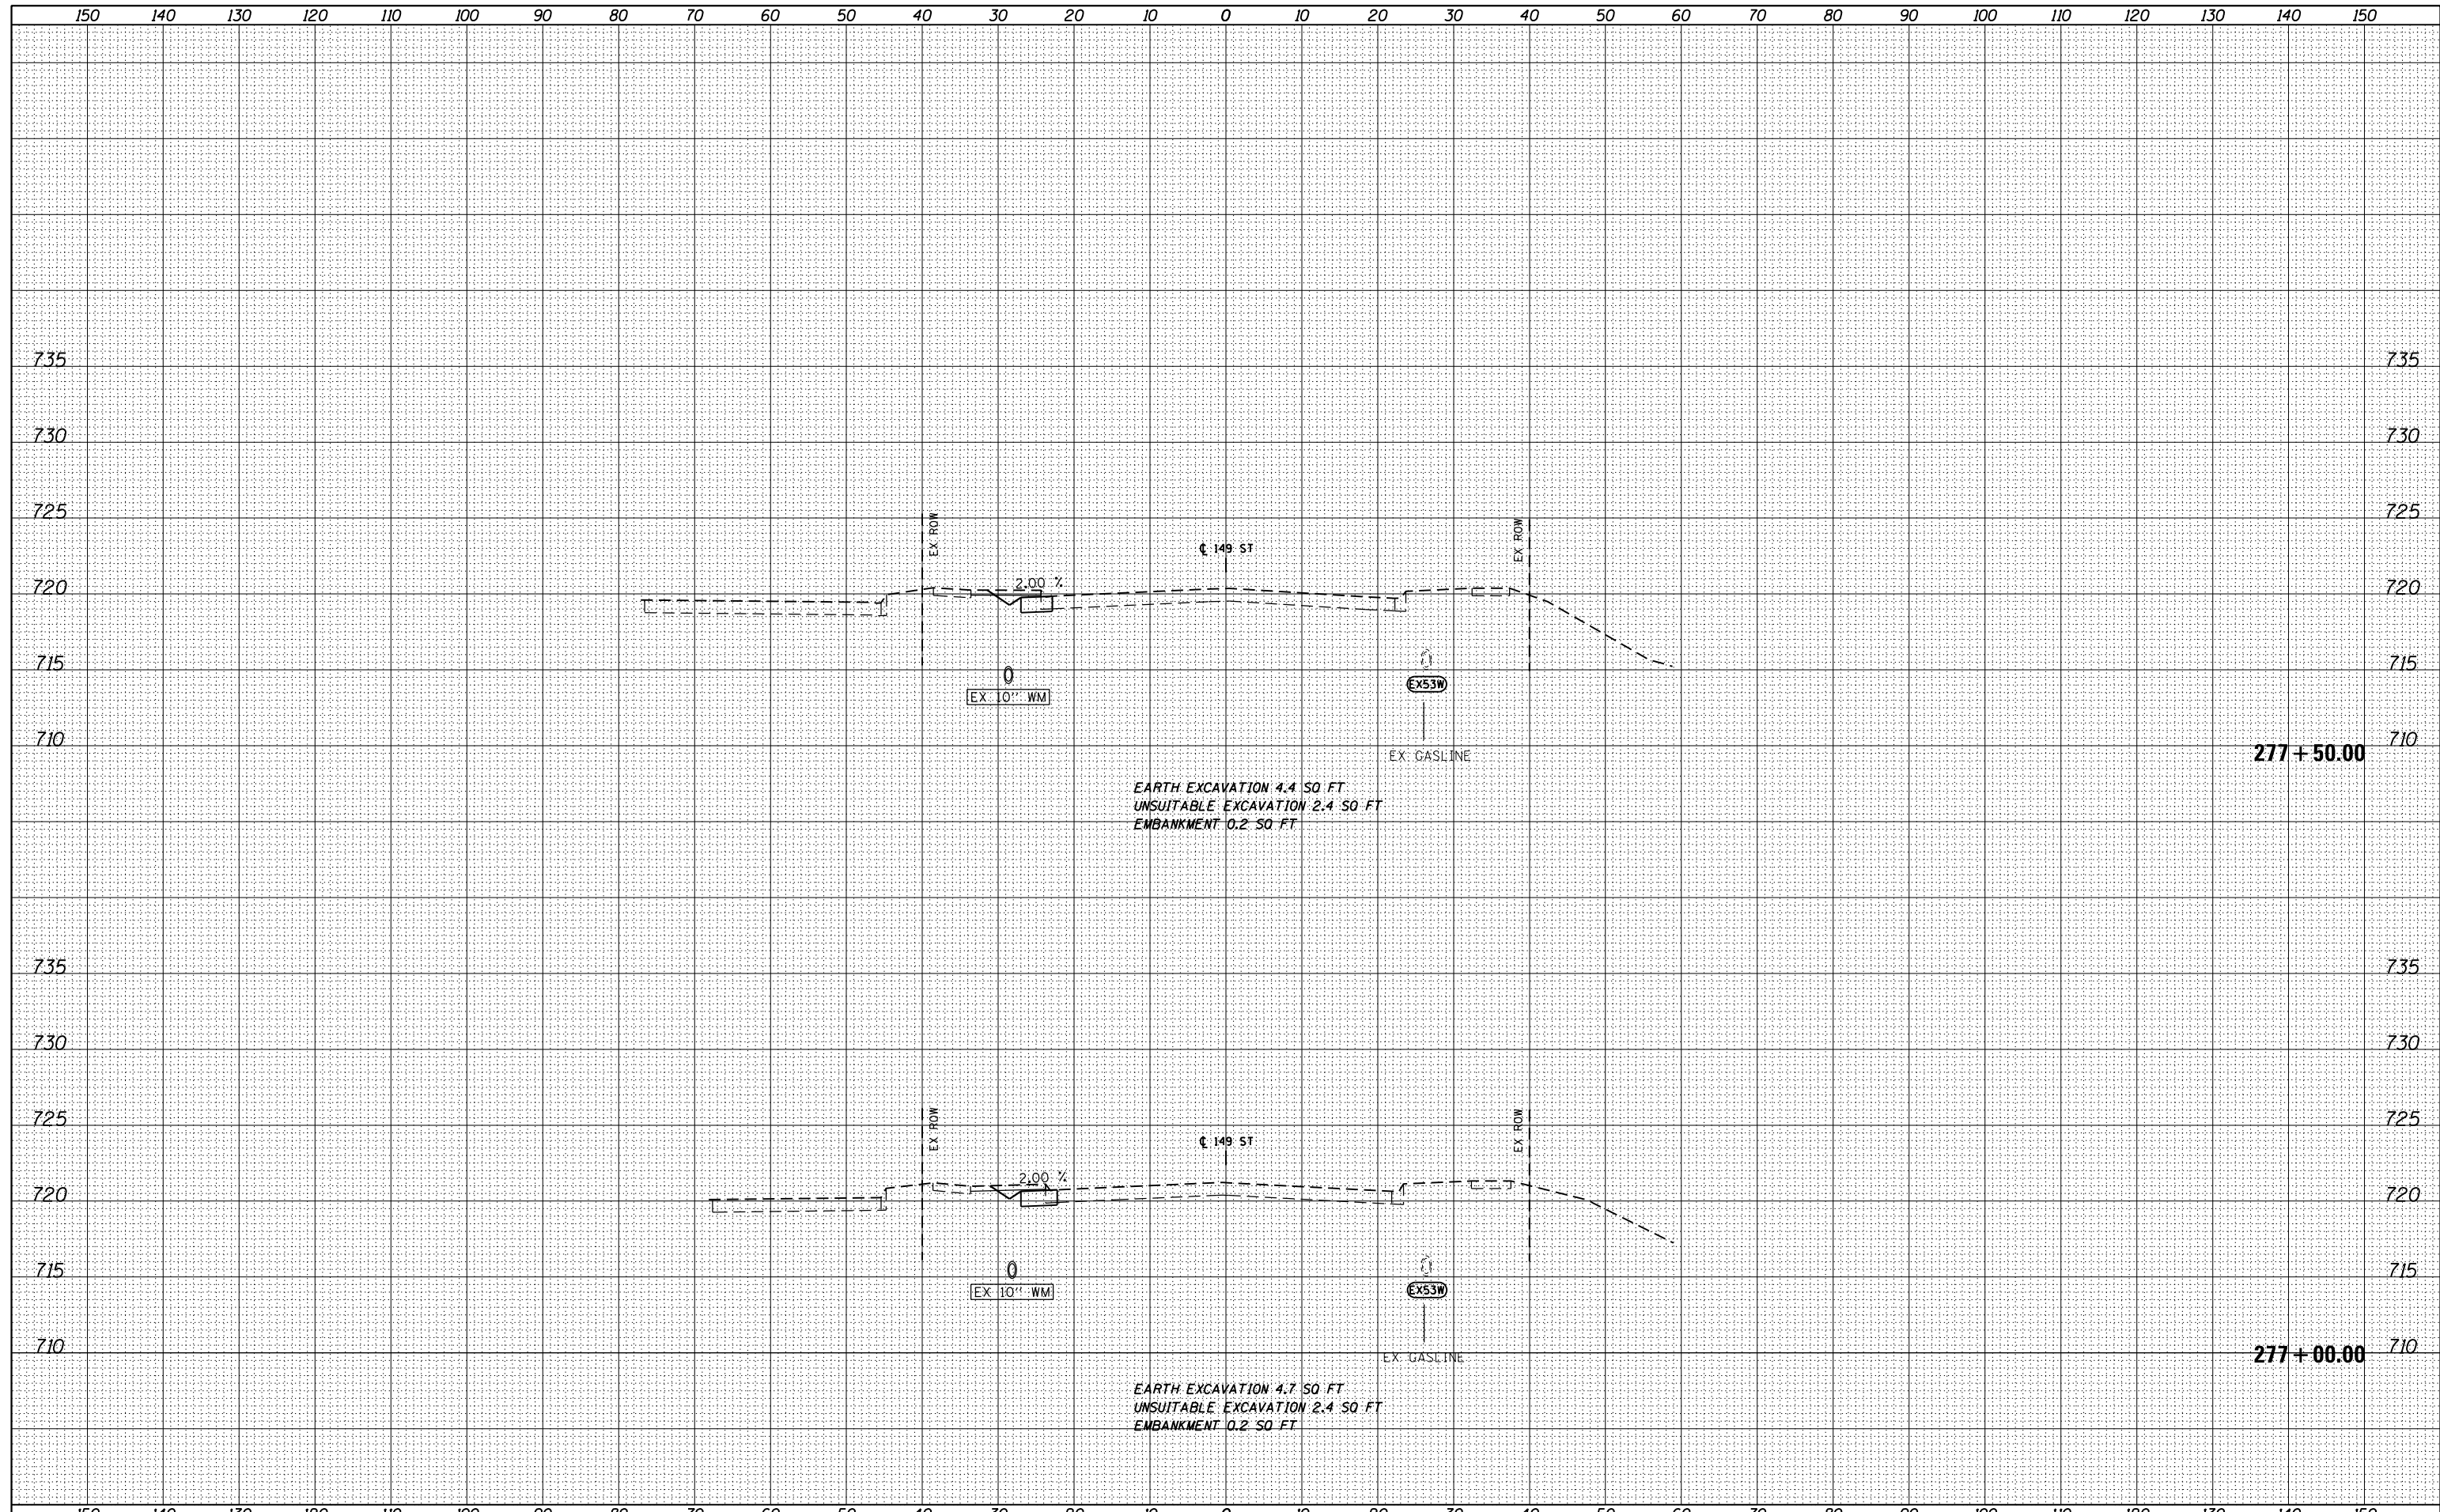 150 140 130 120 110 100 90 80 70 60 50 40 30 20 10 0 10 20 30 40 50 60 70 80 90 100 110 120 130 140 150
735 735
730 730
725 725
EX ROW
EX ROW
℄ 149 ST
720 2.00 % 720
715 715
EX 10'' WM
EX53W
710 710
EX GASLINE
277+50.00
EARTH EXCAVATION 4.4 SQ FT
UNSUITABLE EXCAVATION 2.4 SQ FT
EMBANKMENT 0.2 SQ FT
735 735
730 730
725 725
EX ROW
EX ROW
℄ 149 ST
2.00 %
720 720
715 715
EX 10'' WM
EX53W
710 710
EX GASLINE
277+00.00
EARTH EXCAVATION 4.7 SQ FT
UNSUITABLE EXCAVATION 2.4 SQ FT
EMBANKMENT 0.2 SQ FT